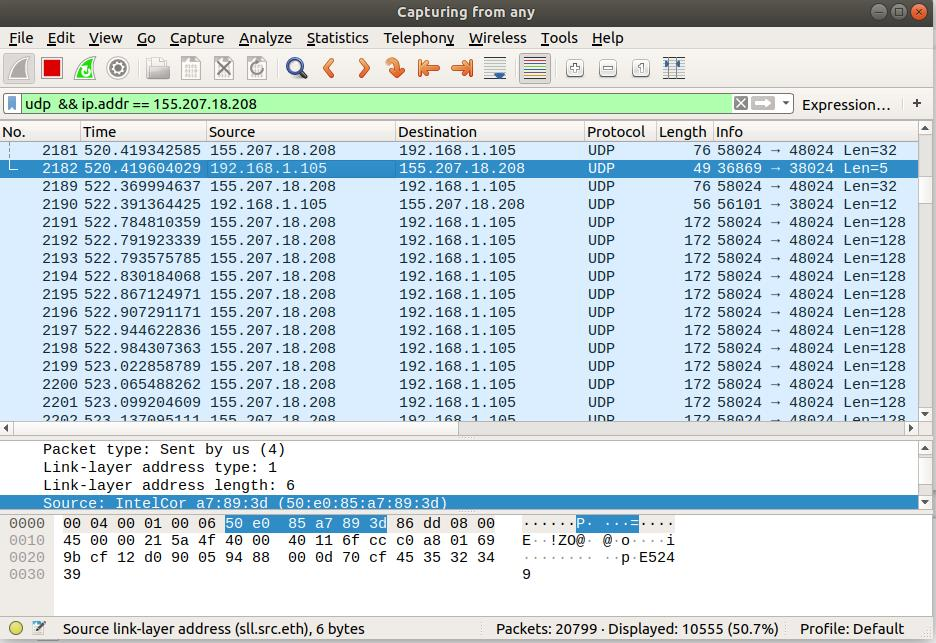 Capturing from any
File Edit View Go Capture Analyze Statistics Telephony Wireless Tools Help
udp && ip.addr == 155.207.18.208 Expression... +
No. Time Source Destination Protocol Length Info
2181 520.419342585 155.207.18.208 192.168.1.105 UDP 76 58024 → 48024 Len=32
2182 520.419604029 192.168.1.105 155.207.18.208 UDP 49 36869 → 38024 Len=5
2189 522.369994637 155.207.18.208 192.168.1.105 UDP 76 58024 → 48024 Len=32
2190 522.391364425 192.168.1.105 155.207.18.208 UDP 56 56101 → 38024 Len=12
2191 522.784810359 155.207.18.208 192.168.1.105 UDP 172 58024 → 48024 Len=128
2192 522.791923339 155.207.18.208 192.168.1.105 UDP 172 58024 → 48024 Len=128
2193 522.793575785 155.207.18.208 192.168.1.105 UDP 172 58024 → 48024 Len=128
2194 522.830184068 155.207.18.208 192.168.1.105 UDP 172 58024 → 48024 Len=128
2195 522.867124971 155.207.18.208 192.168.1.105 UDP 172 58024 → 48024 Len=128
2196 522.907291171 155.207.18.208 192.168.1.105 UDP 172 58024 → 48024 Len=128
2197 522.944622836 155.207.18.208 192.168.1.105 UDP 172 58024 → 48024 Len=128
2198 522.984307363 155.207.18.208 192.168.1.105 UDP 172 58024 → 48024 Len=128
2199 523.022858789 155.207.18.208 192.168.1.105 UDP 172 58024 → 48024 Len=128
2200 523.065488262 155.207.18.208 192.168.1.105 UDP 172 58024 → 48024 Len=128
2201 523.099204609 155.207.18.208 192.168.1.105 UDP 172 58024 → 48024 Len=128
2202 523.137095111 155.207.18.208 192.168.1.105 UDP 172 58024 → 48024 Len=128
Packet type: Sent by us (4)
Link-layer address type: 1
Link-layer address length: 6
Source: IntelCor_a7:89:3d (50:e0:85:a7:89:3d)
0000 00 04 00 01 00 06 50 e0 85 a7 89 3d 86 dd 08 00 ······P· ···=····
0010 45 00 00 21 5a 4f 40 00 40 11 6f cc c0 a8 01 69 E··!ZO@· @·o····i
0020 9b cf 12 d0 90 05 94 88 00 0d 70 cf 45 35 32 34 ········ ··p·E524
0030 39 9
Source link-layer address (sll.src.eth), 6 bytes Packets: 20799 · Displayed: 10555 (50.7%) Profile: Default